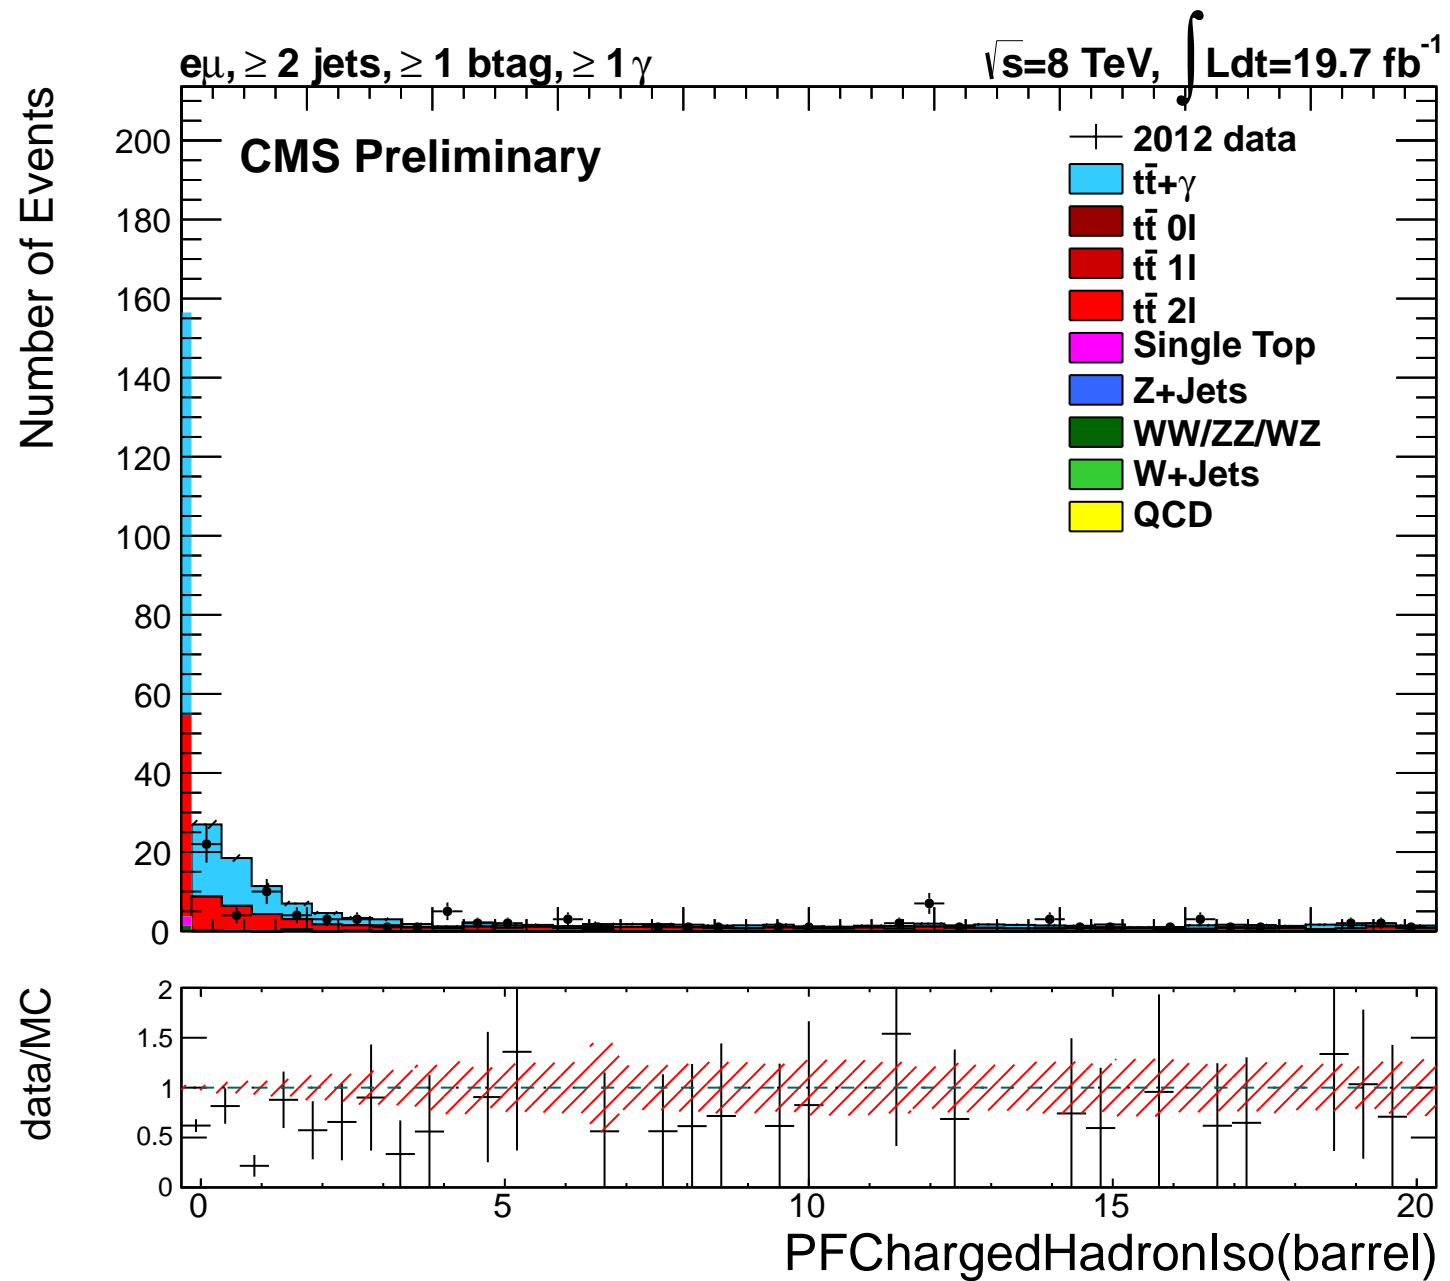 eμ, ≥ 2 jets, ≥ 1 btag, ≥ 1 γ
√s=8 TeV, ∫Ldt=19.7 fb⁻¹
Number of Events
CMS Preliminary
2012 data
tt̄+γ
tt̄ 0l
tt̄ 1l
tt̄ 2l
Single Top
Z+Jets
WW/ZZ/WZ
W+Jets
QCD
200
180
160
140
120
100
80
60
40
20
0
data/MC
2
1.5
1
0.5
0
0 5 10 15 20
PFChargedHadronIso(barrel)